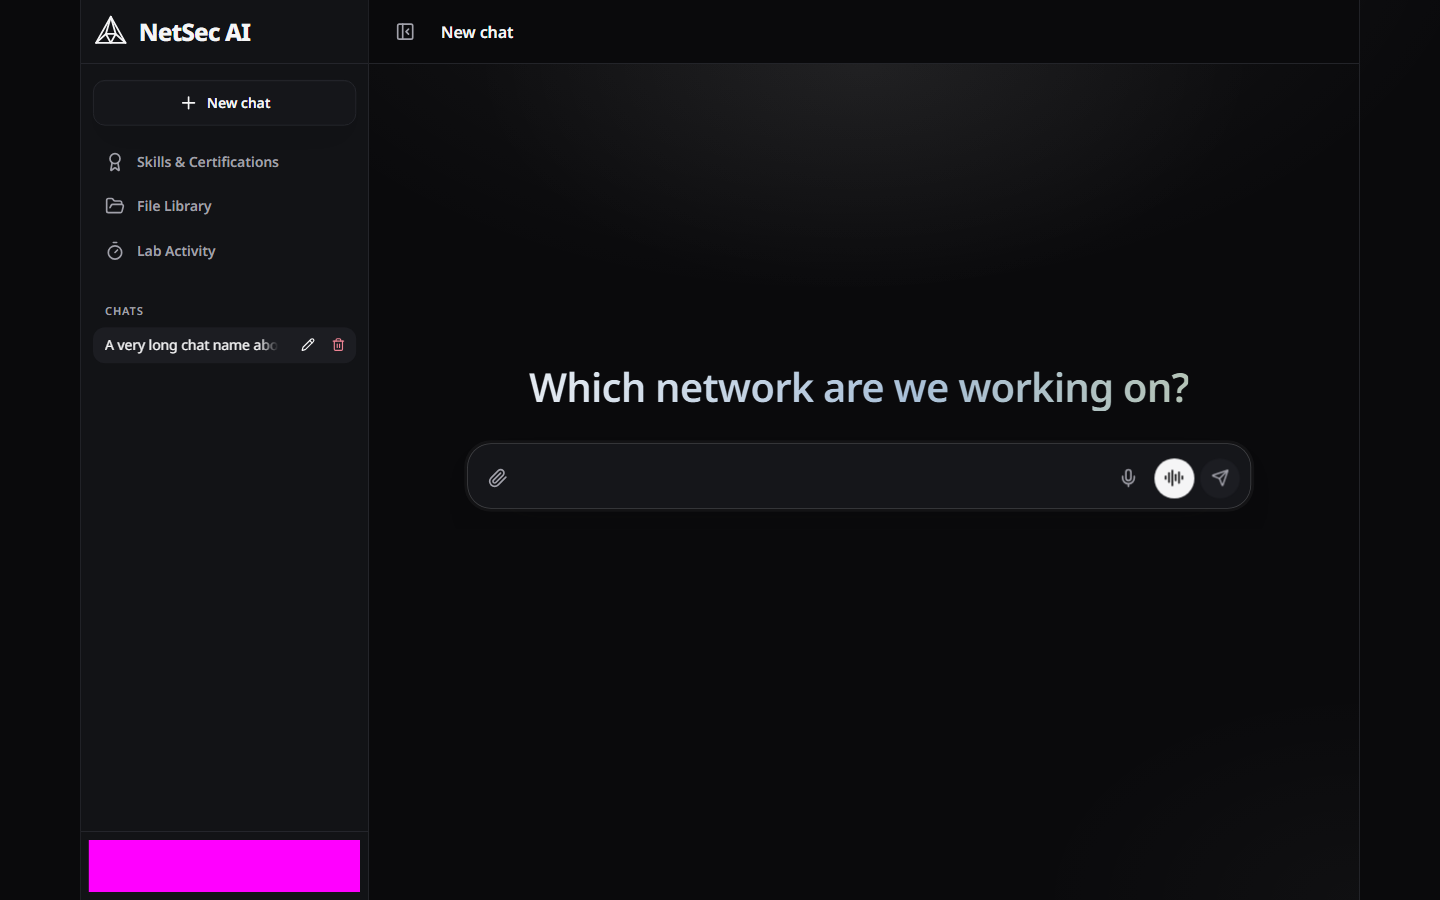 NetSec AI
New chat
New chat
Skills & Certifications
File Library
Lab Activity
CHATS
A very long chat name abo
Which network are we working on?